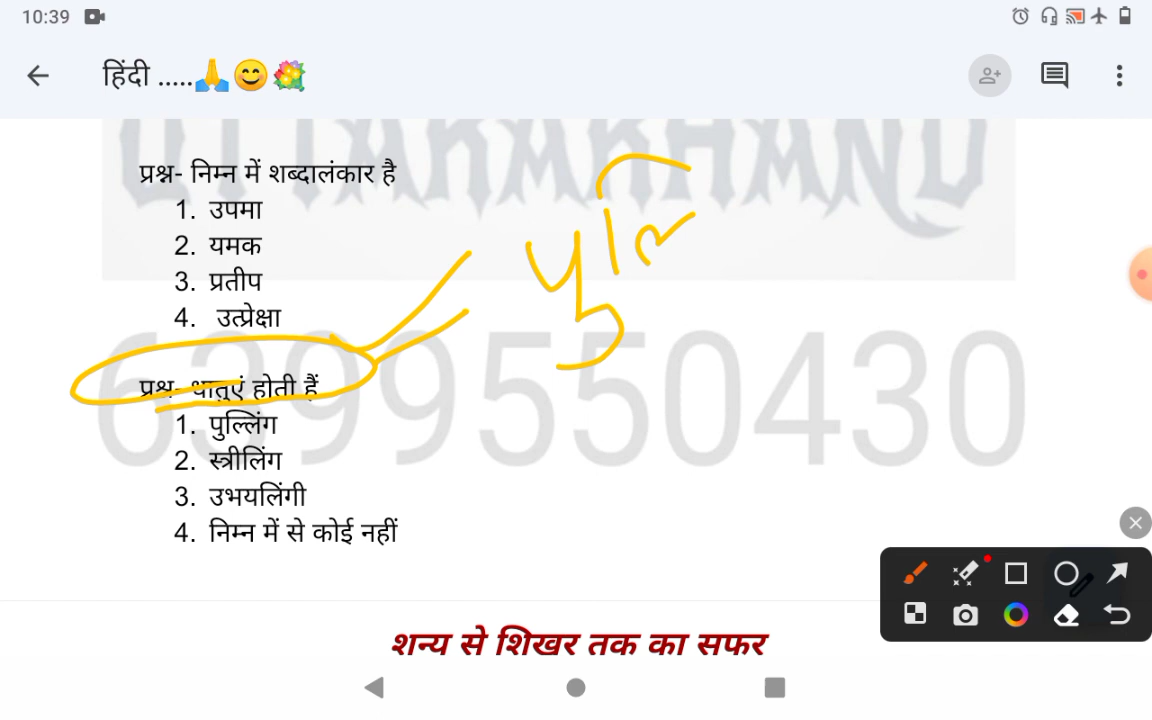 10:39
हिंदी .....🙏😊💐
UTTARAKHAND
प्रश्न- निम्न में शब्दालंकार है
1. उपमा
2. यमक
3. प्रतीप
4. उत्प्रेक्षा
6399550430
प्रश्न- धातुएं होती हैं
1. पुल्लिंग
2. स्त्रीलिंग
3. उभयलिंगी
4. निम्न में से कोई नहीं
शून्य से शिखर तक का सफर